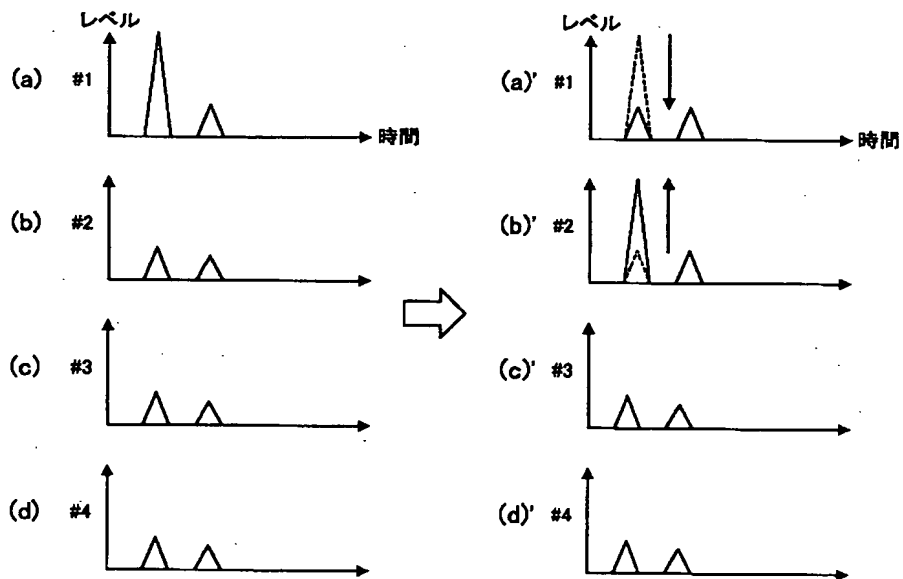 レベル
(a) #1
時間
(b) #2
(c) #3
(d) #4
レベル
(a)' #1
時間
(b)' #2
(c)' #3
(d)' #4